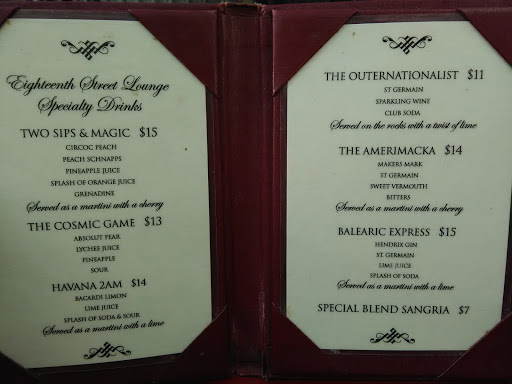 Eighteenth Street Lounge
Specialty Drinks
TWO SIPS & MAGIC $15
CIRCOC PEACH
PEACH SCHNAPPS
PINEAPPLE JUICE
SPLASH OF ORANGE JUICE
GRENADINE
Served as a martini with a cherry
THE COSMIC GAME $13
ABSOLUT PEAR
LYCHEE JUICE
PINEAPPLE
SOUR
HAVANA 2AM $14
BACARDI LIMON
LIME JUICE
SPLASH OF SODA & SOUR
Served as a martini with a lime
THE OUTERNATIONALIST $11
ST GERMAIN
SPARKLING WINE
CLUB SODA
Served on the rocks with a twist of lime
THE AMERIMACKA $14
MAKERS MARK
ST GERMAIN
SWEET VERMOUTH
BITTERS
Served as a martini with a cherry
BALEARIC EXPRESS $15
HENDRIX GIN
ST. GERMAIN
LIME JUICE
SPLASH OF SODA
Served as a martini with a lime
SPECIAL BLEND SANGRIA $7